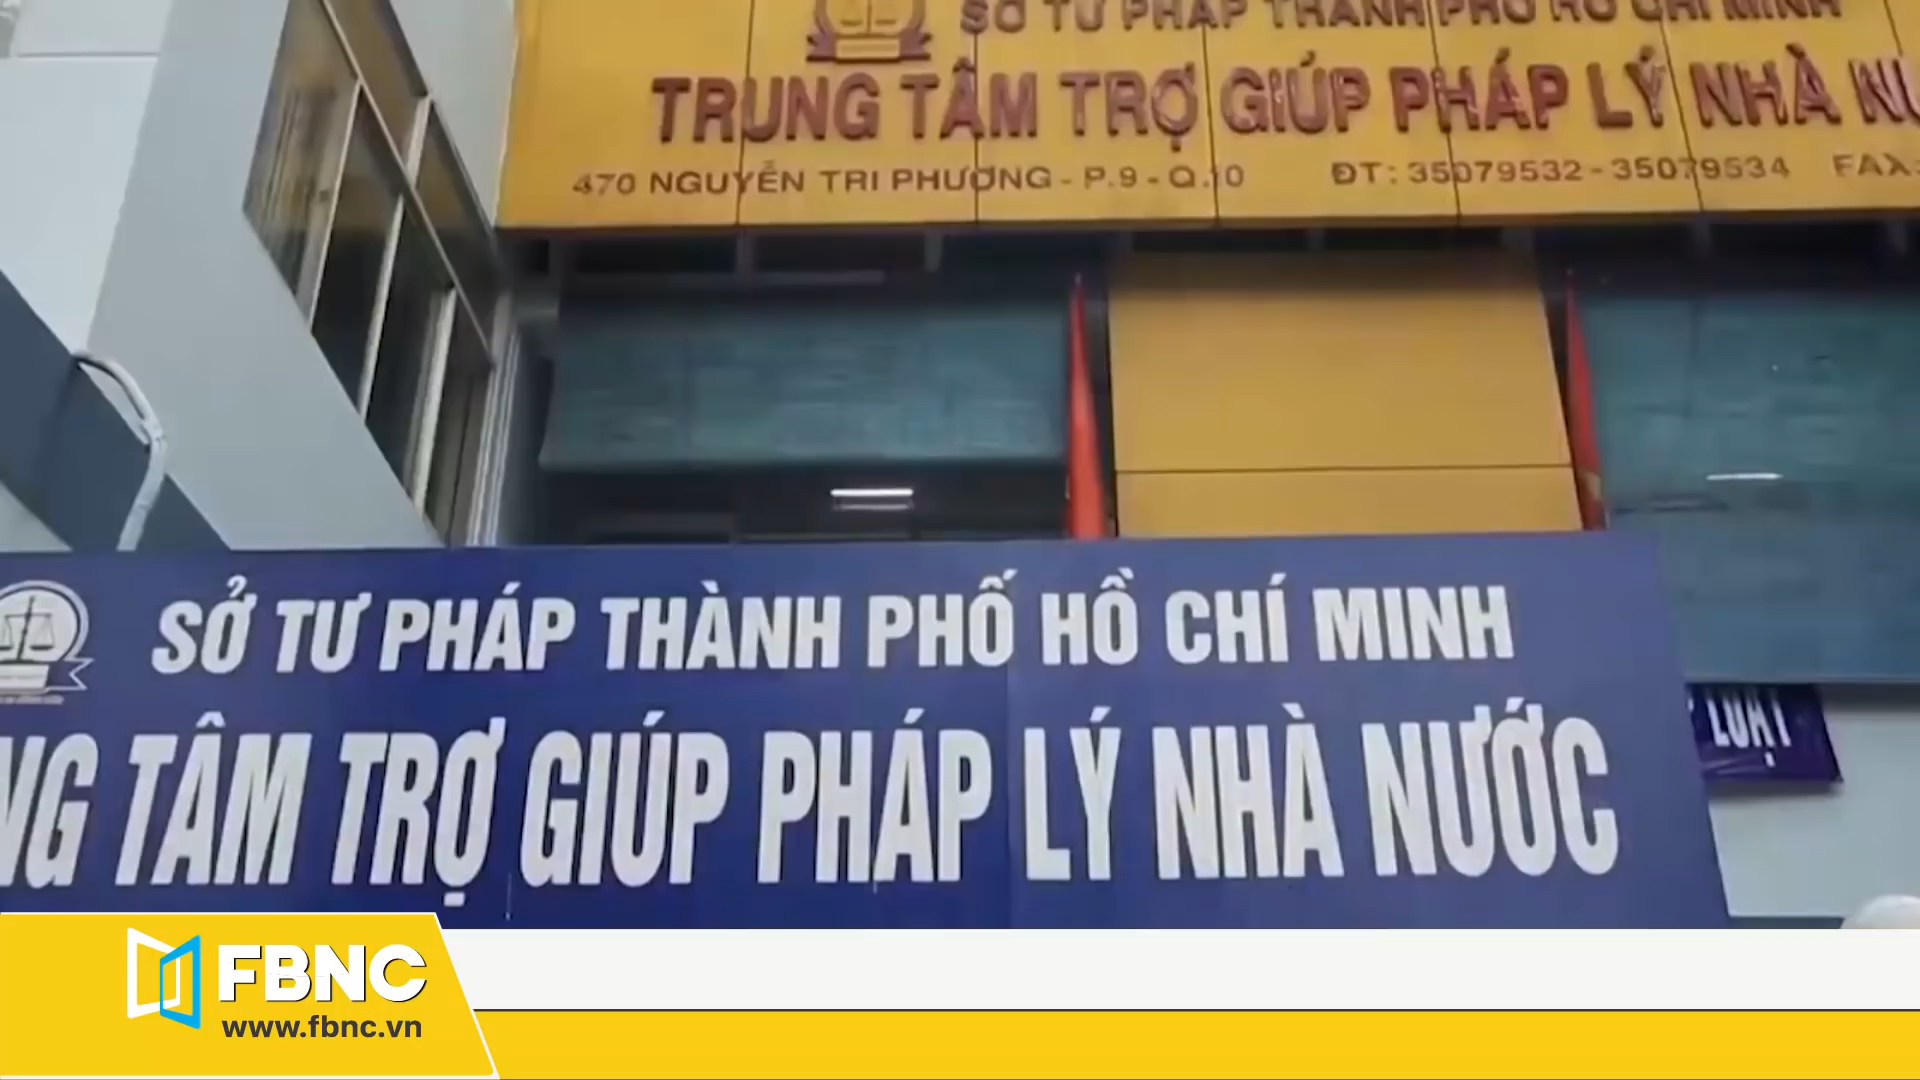 SỞ TƯ PHÁP THÀNH PHỐ HỒ CHÍ MINH
TRUNG TÂM TRỢ GIÚP PHÁP LÝ NHÀ
470 NGUYỄN TRI PHƯƠNG - P.9 - Q.10 ĐT: 35079532-35079534 FAX:
SỞ TƯ PHÁP THÀNH PHỐ HỒ CHÍ MINH
NG TÂM TRỢ GIÚP PHÁP LÝ NHÀ NƯỚC
LUẬT
FBNC
www.fbnc.vn